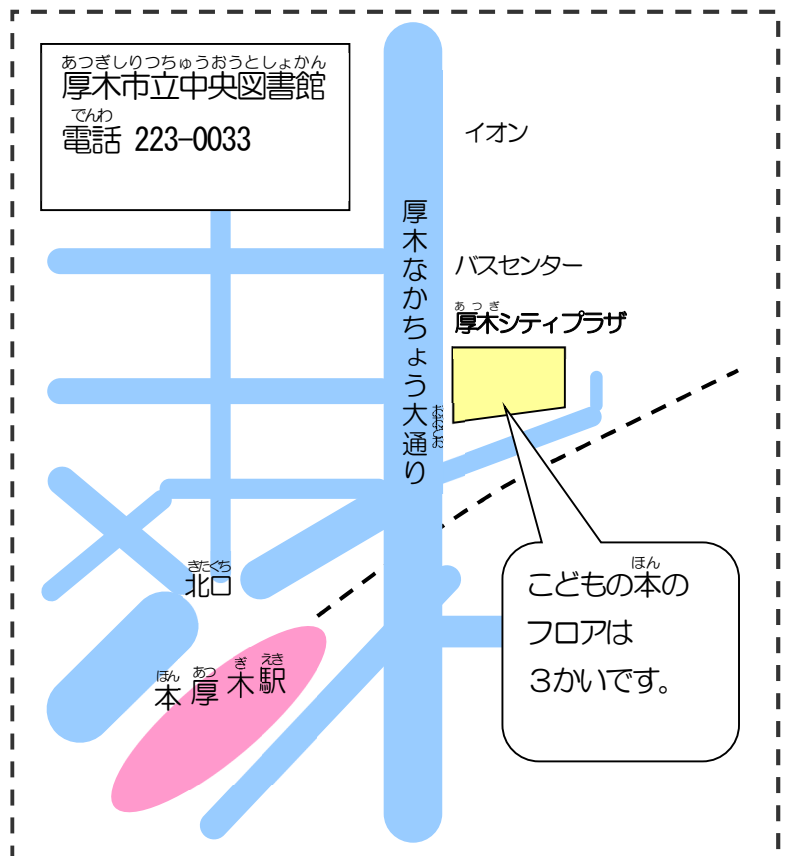 あつぎしりつちゅうおうとしょかん
厚木市立中央図書館
でんわ
電話 223-0033
イオン
厚木なかちょう大通り
おおどお
バスセンター
あつぎ
厚木シティプラザ
きたぐち
北口
ほん あつ ぎ えき
本厚木駅
ほん
こどもの本の
フロアは
3かいです。